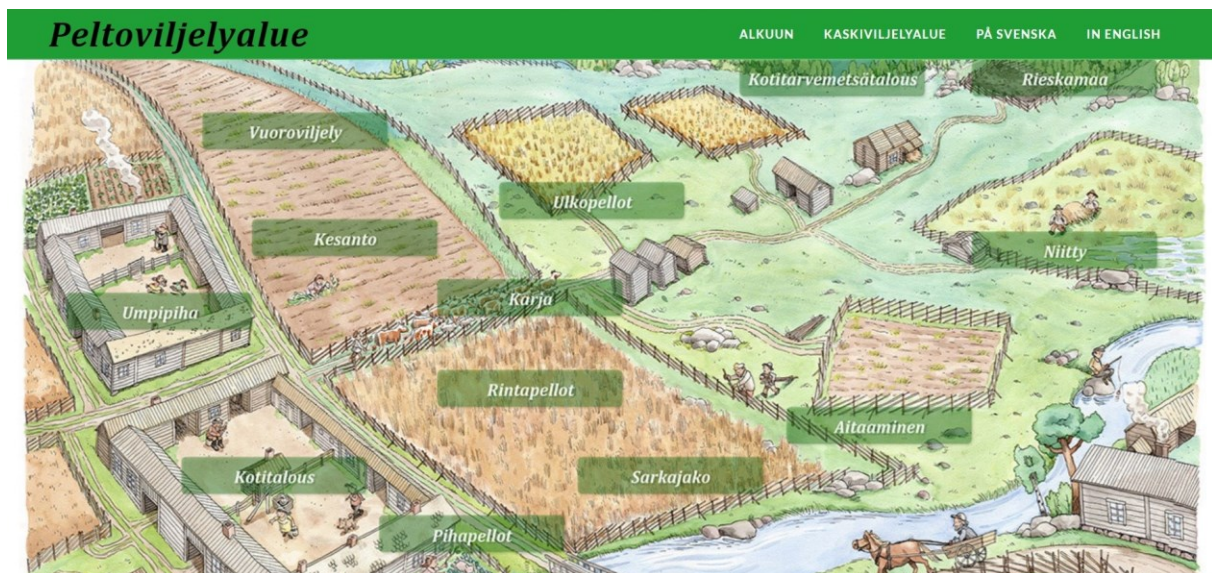 Peltoviljelyalue
ALKUUN KASKIVILJELYALUE PÅ SVENSKA IN ENGLISH
Kotitarvemetsätalous
Rieskamaa
Vuoroviljely
Ulkopellot
Kesanto
Niitty
Karja
Umpipiha
Rintapellot
Aitaaminen
Kotitalous
Sarkajako
Pihapellot